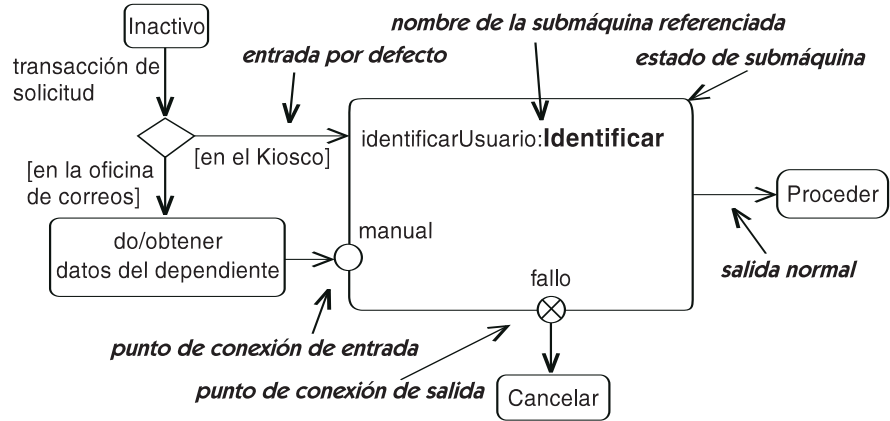 Inactivo
nombre de la submáquina referenciada
entrada por defecto
estado de submáquina
transacción de
solicitud
identificarUsuario:Identificar
[en el Kiosco]
[en la oficina
de correos]
Proceder
manual
do/obtener
datos del dependiente
salida normal
fallo
punto de conexión de entrada
punto de conexión de salida
Cancelar